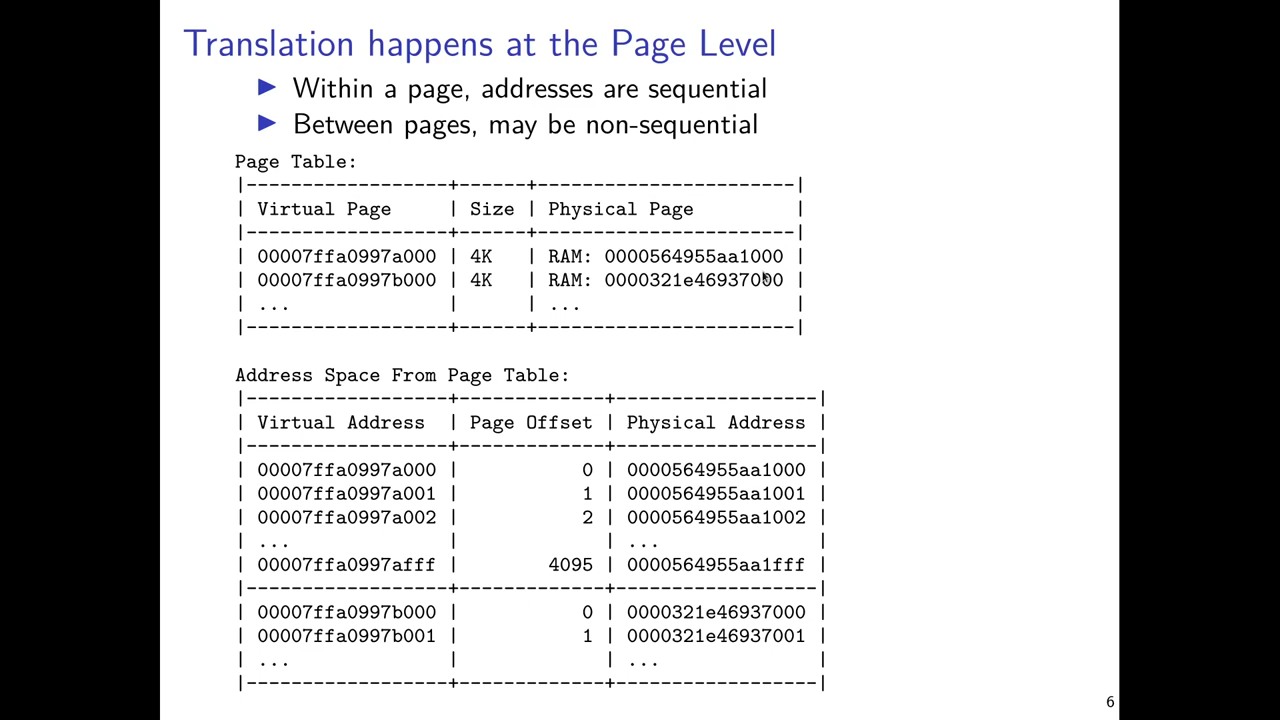 Translation happens at the Page Level
▶ Within a page, addresses are sequential
▶ Between pages, may be non-sequential
Page Table:
|------------------+------+-----------------------|
| Virtual Page     | Size | Physical Page         |
|------------------+------+-----------------------|
| 00007ffa0997a000 | 4K   | RAM: 0000564955aa1000 |
| 00007ffa0997b000 | 4K   | RAM: 0000321e46937000 |
| ...              |      | ...                   |
|------------------+------+-----------------------|
Address Space From Page Table:
|------------------+-------------+------------------|
| Virtual Address  | Page Offset | Physical Address |
|------------------+-------------+------------------|
| 00007ffa0997a000 |           0 | 0000564955aa1000 |
| 00007ffa0997a001 |           1 | 0000564955aa1001 |
| 00007ffa0997a002 |           2 | 0000564955aa1002 |
| ...              |             | ...              |
| 00007ffa0997afff |        4095 | 0000564955aa1fff |
|------------------+-------------+------------------|
| 00007ffa0997b000 |           0 | 0000321e46937000 |
| 00007ffa0997b001 |           1 | 0000321e46937001 |
| ...              |             | ...              |
|------------------+-------------+------------------|
6